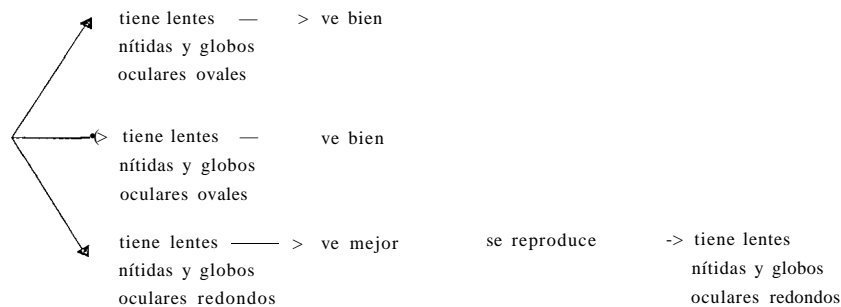 tiene lentes — > ve bien
nítidas y globos
oculares ovales
tiene lentes — ve bien
nítidas y globos
oculares ovales
tiene lentes —— > ve mejor se reproduce -> tiene lentes
nítidas y globos nítidas y globos
oculares redondos oculares redondos